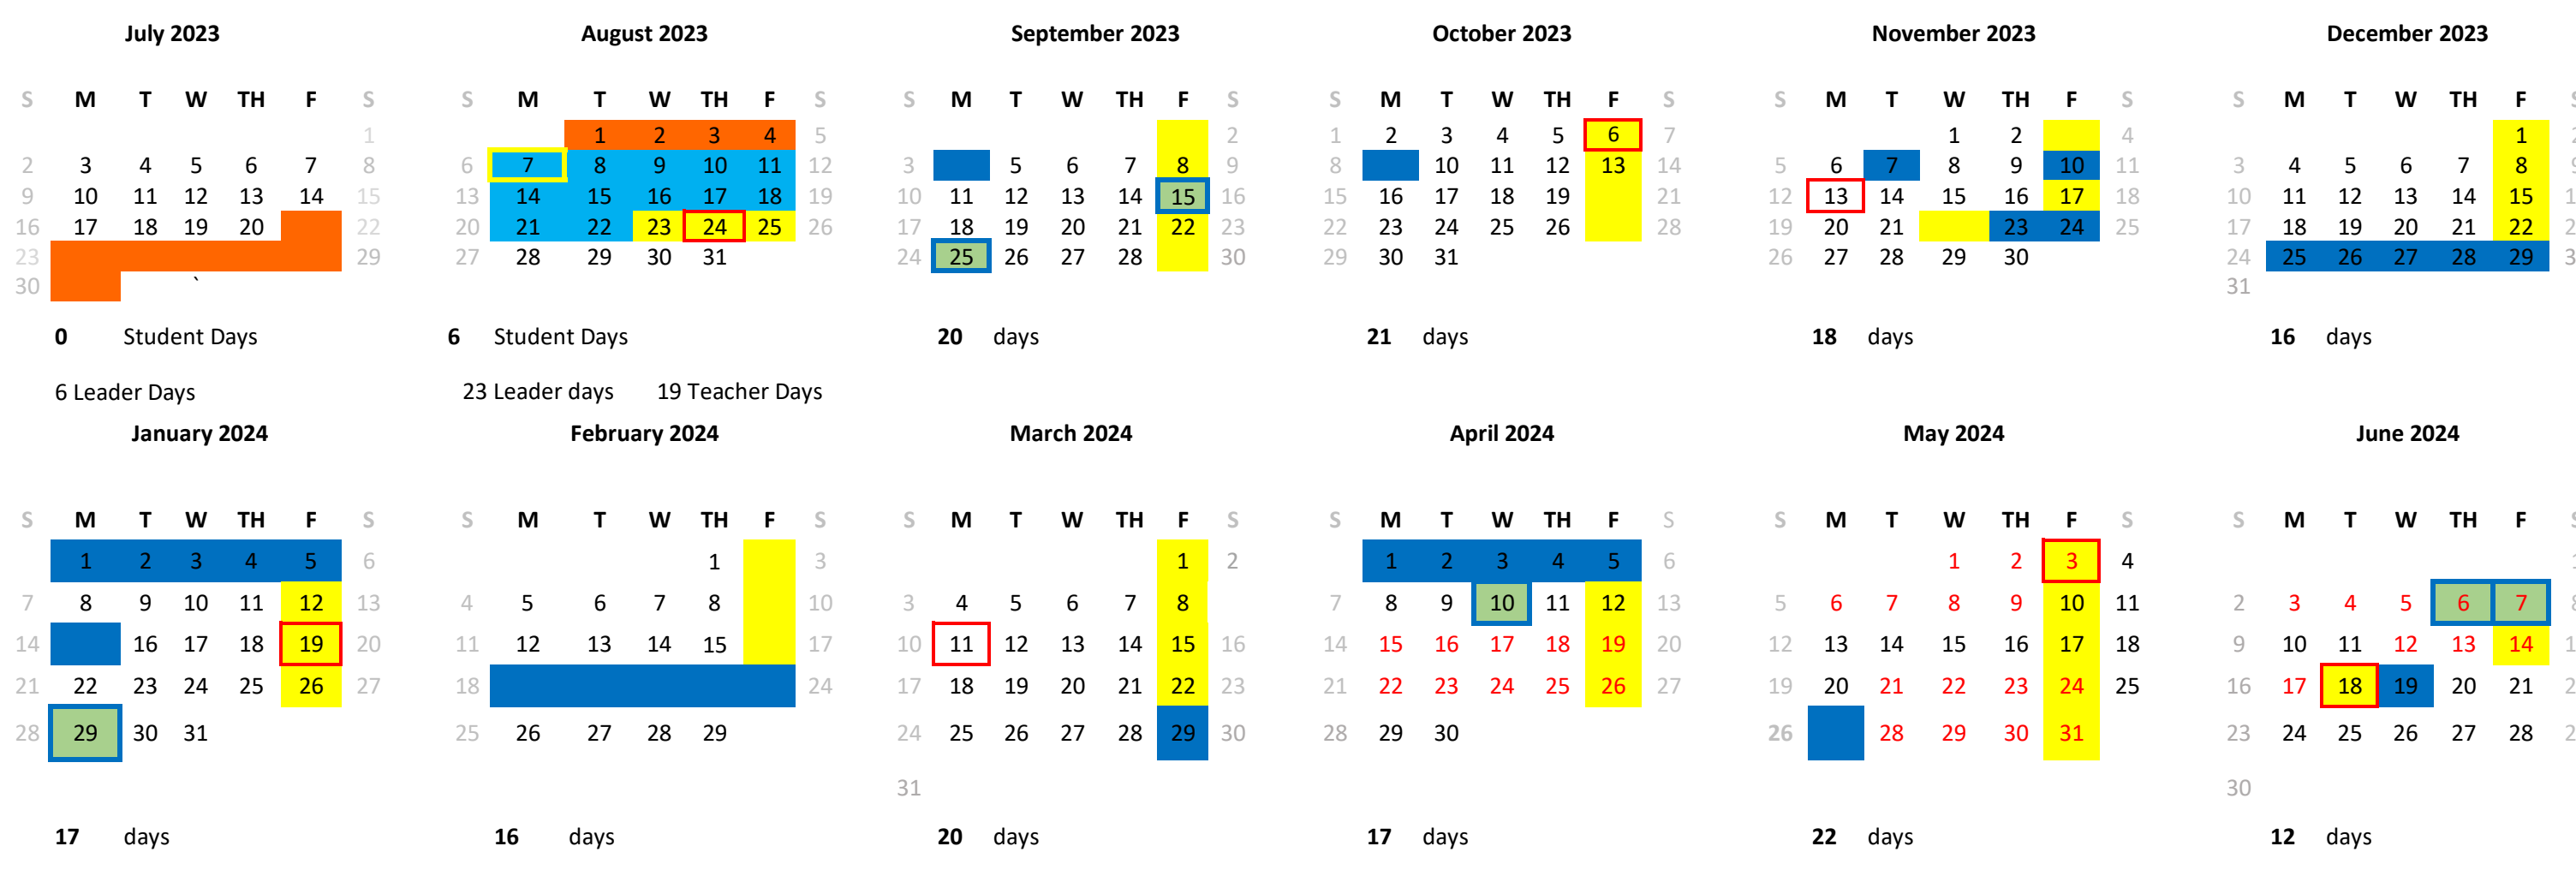 July 2023 August 2023 September 2023 October 2023 November 2023 December 2023
S M T W TH F S S M T W TH F S S M T W TH F S S M T W TH F S S M T W TH F S S M T W TH F S
1 1 2 3 4 5 2 1 2 3 4 5 6 7 1 2 4 1
2 3 4 5 6 7 8 6 7 8 9 10 11 12 3 5 6 7 8 9 8 10 11 12 13 14 5 6 7 8 9 10 11 3 4 5 6 7 8
9 10 11 12 13 14 15 13 14 15 16 17 18 19 10 11 12 13 14 15 16 15 16 17 18 19 21 12 13 14 15 16 17 18 10 11 12 13 14 15
16 17 18 19 20 22 20 21 22 23 24 25 26 17 18 19 20 21 22 23 22 23 24 25 26 28 19 20 21 23 24 25 17 18 19 20 21 22
23 29 27 28 29 30 31 24 25 26 27 28 30 29 30 31 26 27 28 29 30 24 25 26 27 28 29
30 ` 31
0 Student Days 6 Student Days 20 days 21 days 18 days 16 days
6 Leader Days 23 Leader days 19 Teacher Days
January 2024 February 2024 March 2024 April 2024 May 2024 June 2024
S M T W TH F S S M T W TH F S S M T W TH F S S M T W TH F S S M T W TH F S S M T W TH F S
1 2 3 4 5 6 1 3 1 2 1 2 3 4 5 6 1 2 3 4
7 8 9 10 11 12 13 4 5 6 7 8 10 3 4 5 6 7 8 7 8 9 10 11 12 13 5 6 7 8 9 10 11 2 3 4 5 6 7
14 16 17 18 19 20 11 12 13 14 15 17 10 11 12 13 14 15 16 14 15 16 17 18 19 20 12 13 14 15 16 17 18 9 10 11 12 13 14
21 22 23 24 25 26 27 18 24 17 18 19 20 21 22 23 21 22 23 24 25 26 27 19 20 21 22 23 24 25 16 17 18 19 20 21
28 29 30 31 25 26 27 28 29 24 25 26 27 28 29 30 28 29 30 26 28 29 30 31 23 24 25 26 27 28
31 30
17 days 16 days 20 days 17 days 22 days 12 days